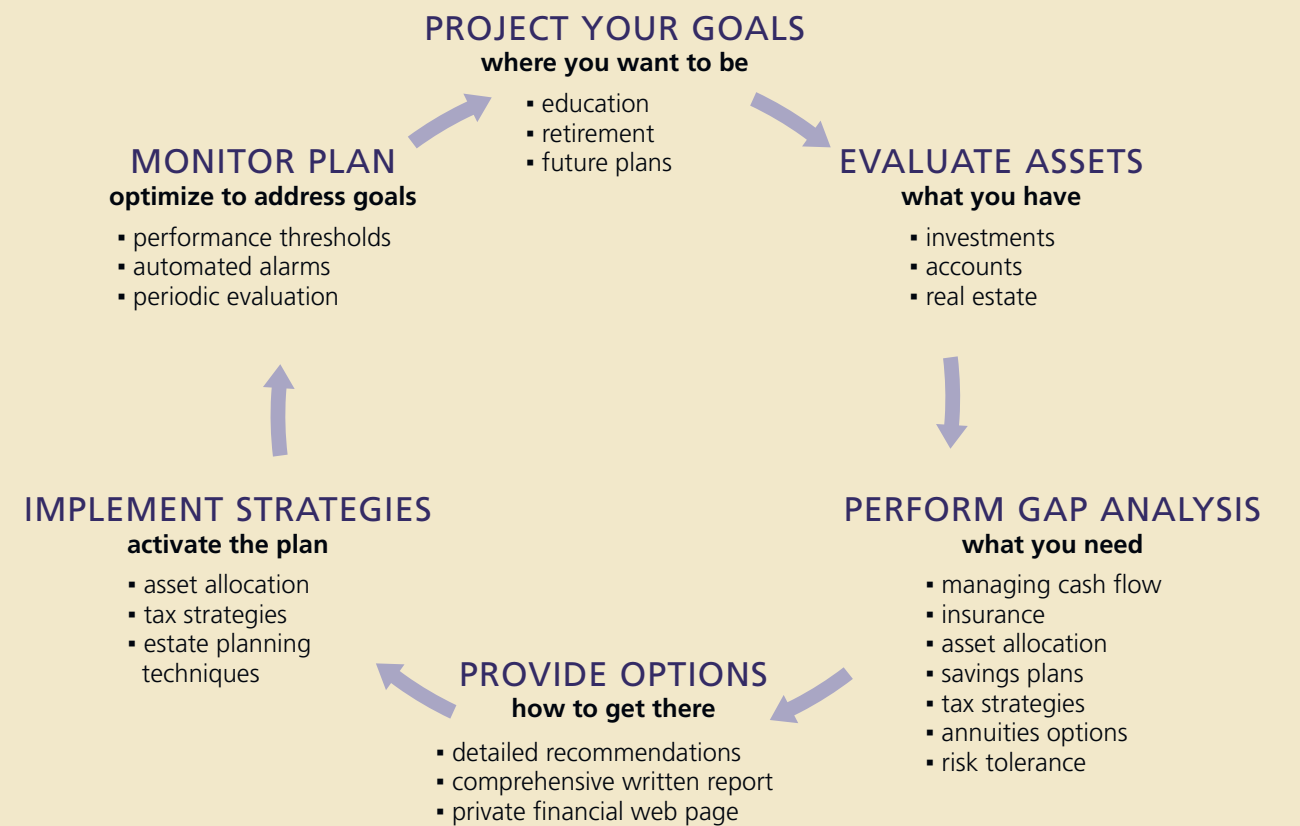 PROJECT YOUR GOALS
where you want to be
▪ education
▪ retirement
▪ future plans
EVALUATE ASSETS
what you have
▪ investments
▪ accounts
▪ real estate
PERFORM GAP ANALYSIS
what you need
▪ managing cash flow
▪ insurance
▪ asset allocation
▪ savings plans
▪ tax strategies
▪ annuities options
▪ risk tolerance
PROVIDE OPTIONS
how to get there
▪ detailed recommendations
▪ comprehensive written report
▪ private financial web page
IMPLEMENT STRATEGIES
activate the plan
▪ asset allocation
▪ tax strategies
▪ estate planning
techniques
MONITOR PLAN
optimize to address goals
▪ performance thresholds
▪ automated alarms
▪ periodic evaluation